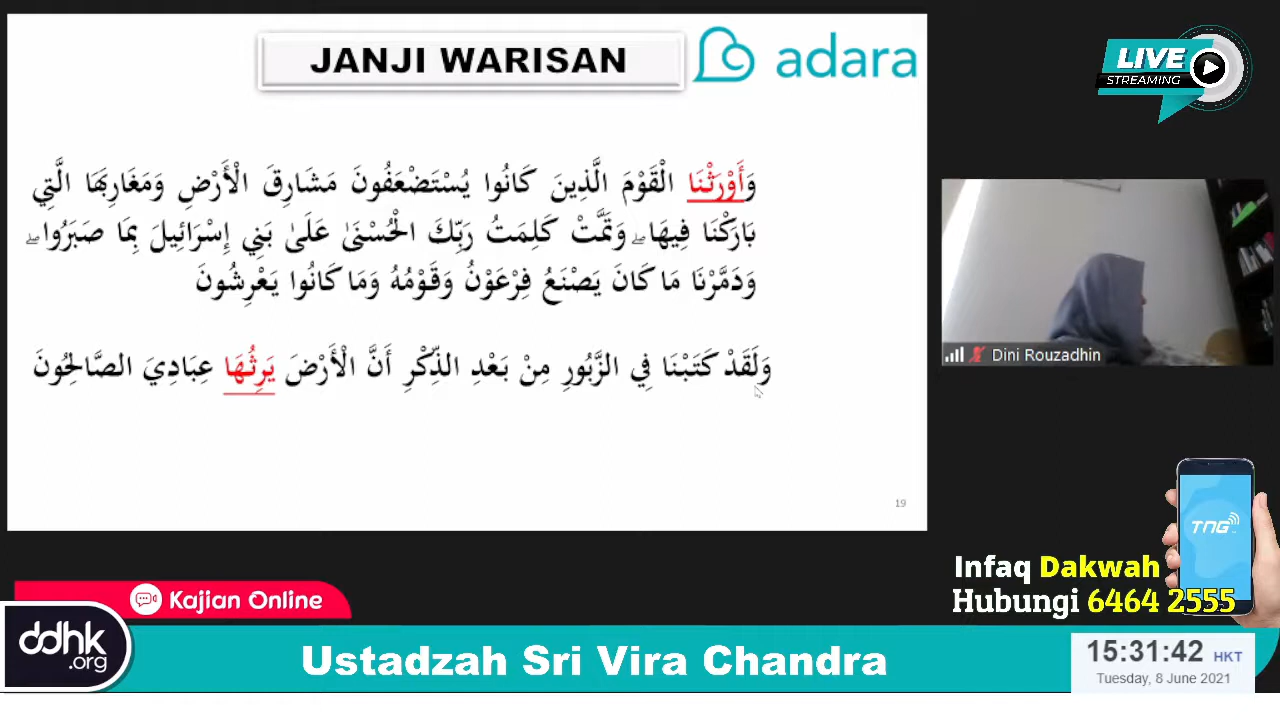 JANJI WARISAN
adara
LIVE
STREAMING
وَأَوْرَثْنَا الْقَوْمَ الَّذِينَ كَانُوا يُسْتَضْعَفُونَ مَشَارِقَ الْأَرْضِ وَمَغَارِبَهَا الَّتِي
بَارَكْنَا فِيهَا ۖ وَتَمَّتْ كَلِمَتُ رَبِّكَ الْحُسْنَىٰ عَلَىٰ بَنِي إِسْرَائِيلَ بِمَا صَبَرُوا ۖ
وَدَمَّرْنَا مَا كَانَ يَصْنَعُ فِرْعَوْنُ وَقَوْمُهُ وَمَا كَانُوا يَعْرِشُونَ
وَلَقَدْ كَتَبْنَا فِي الزَّبُورِ مِنْ بَعْدِ الذِّكْرِ أَنَّ الْأَرْضَ يَرِثُهَا عِبَادِيَ الصَّالِحُونَ
19
Dini Rouzadhin
TNG
Infaq Dakwah
Hubungi 6464 2555
Kajian Online
ddhk
.org
Ustadzah Sri Vira Chandra
15:31:42 HKT
Tuesday, 8 June 2021